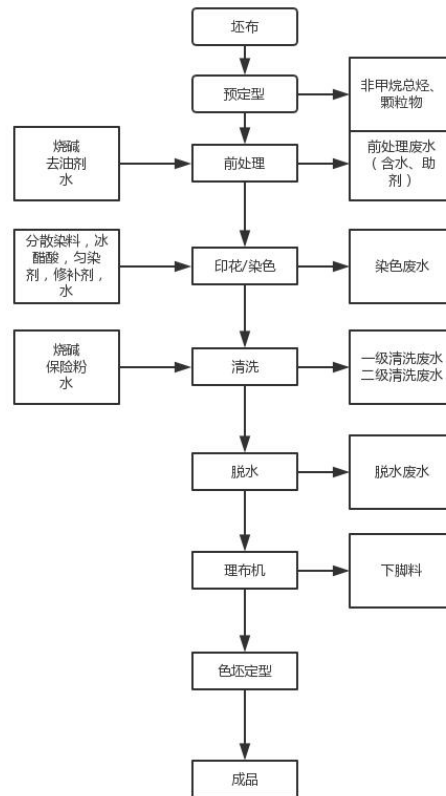 坯布
预定型
非甲烷总烃、
颗粒物
烧碱
去油剂
水
前处理
前处理废水
（含水、助
剂）
分散染料，冰
醋酸，匀染
剂，修补剂，
水
印花/染色
染色废水
烧碱
保险粉
水
清洗
一级清洗废水
二级清洗废水
脱水
脱水废水
理布机
下脚料
色坯定型
成品